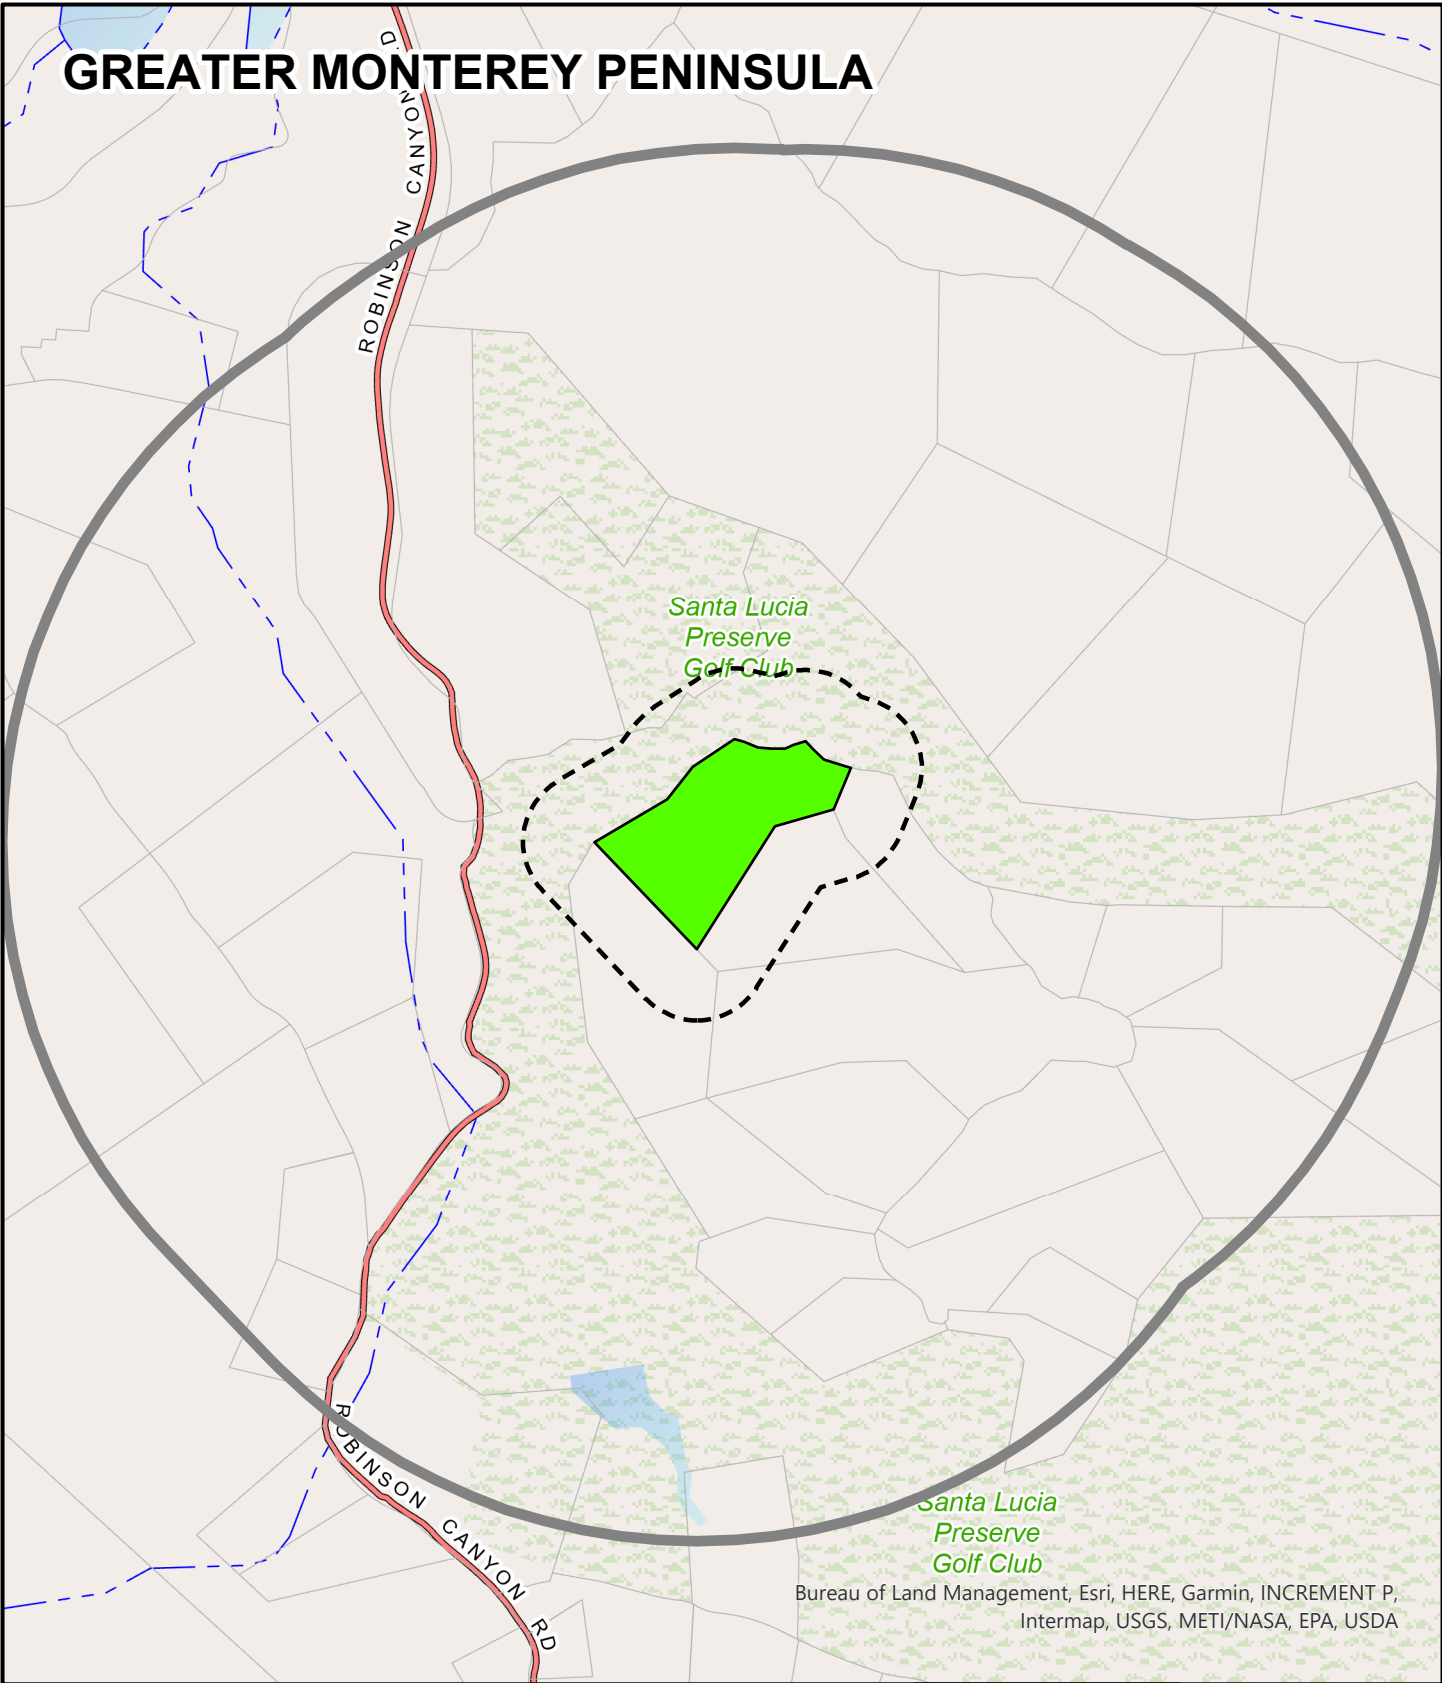 GREATER MONTEREY PENINSULA
ROBINSON CANYON RD
Santa Lucia
Preserve
Golf Club
ROBINSON CANYON RD
Santa Lucia
Preserve
Golf Club
Bureau of Land Management, Esri, HERE, Garmin, INCREMENT P,
Intermap, USGS, METI/NASA, EPA, USDA